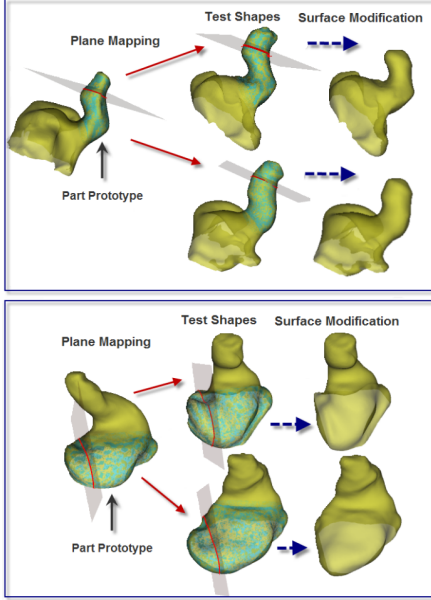 Test Shapes
Surface Modification
Plane Mapping
Part Prototype
Test Shapes
Surface Modification
Plane Mapping
Part Prototype